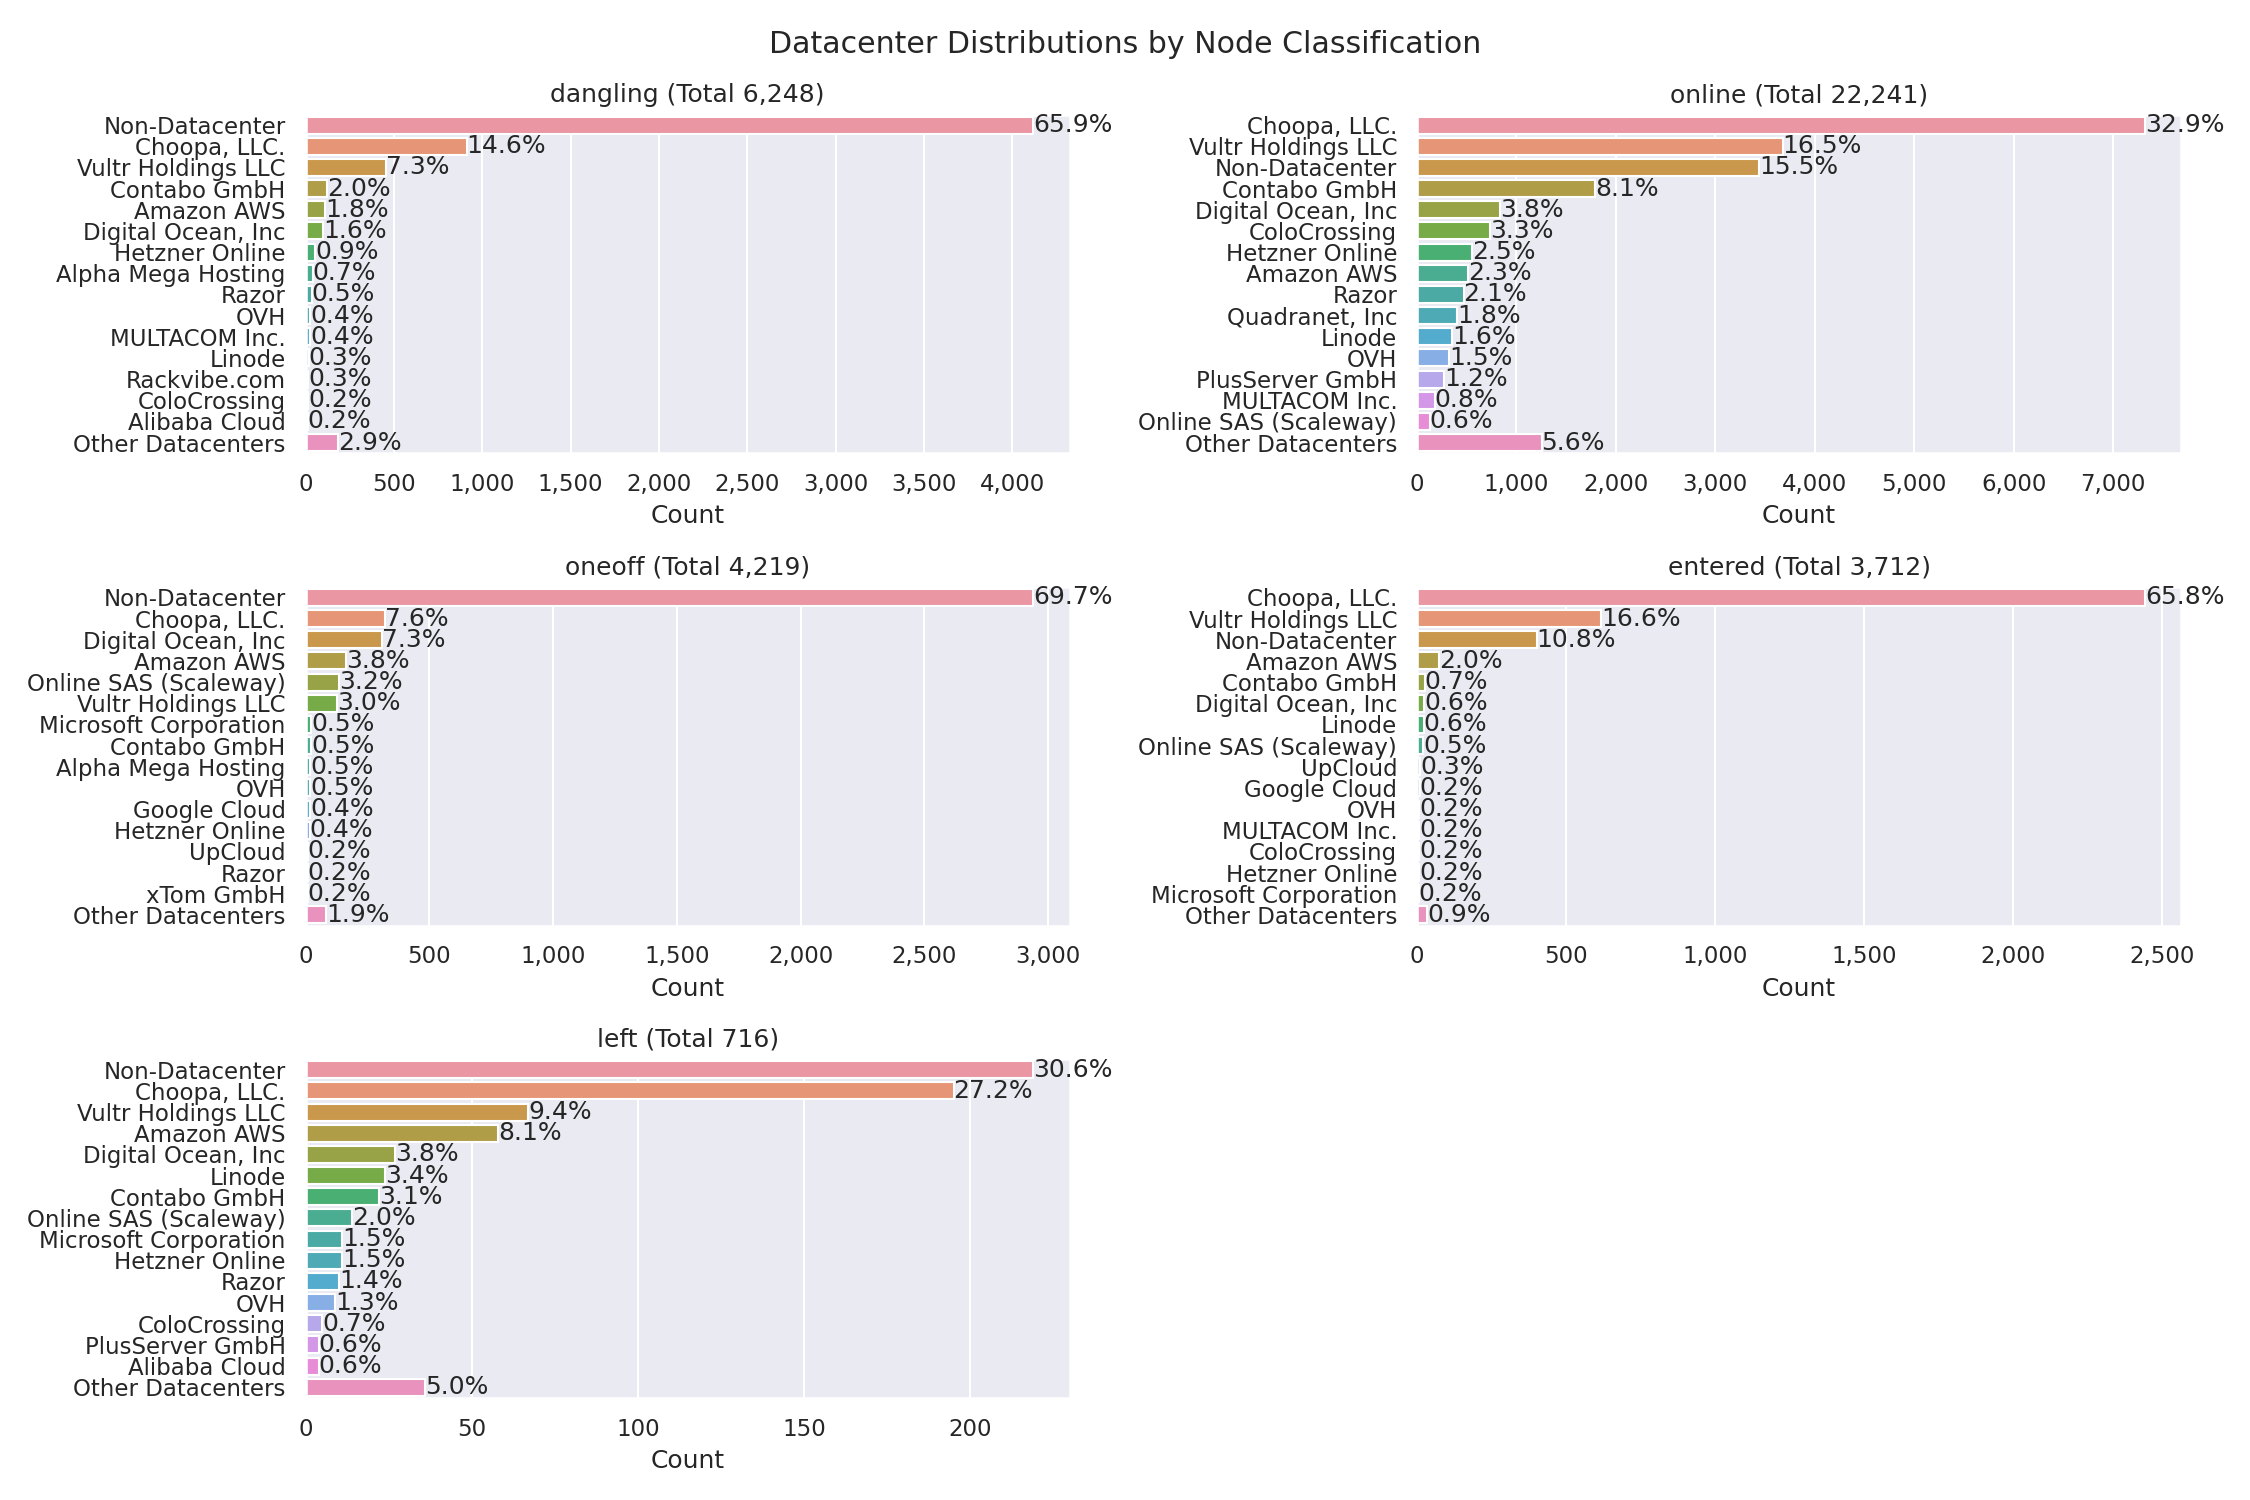 Datacenter Distributions by Node Classification
dangling (Total 6,248)
Non-Datacenter 65.9%
Choopa, LLC. 14.6%
Vultr Holdings LLC 7.3%
Contabo GmbH 2.0%
Amazon AWS 1.8%
Digital Ocean, Inc 1.6%
Hetzner Online 0.9%
Alpha Mega Hosting 0.7%
Razor 0.5%
OVH 0.4%
MULTACOM Inc. 0.4%
Linode 0.3%
Rackvibe.com 0.3%
ColoCrossing 0.2%
Alibaba Cloud 0.2%
Other Datacenters 2.9%
0 500 1,000 1,500 2,000 2,500 3,000 3,500 4,000
Count
online (Total 22,241)
Choopa, LLC. 32.9%
Vultr Holdings LLC 16.5%
Non-Datacenter 15.5%
Contabo GmbH 8.1%
Digital Ocean, Inc 3.8%
ColoCrossing 3.3%
Hetzner Online 2.5%
Amazon AWS 2.3%
Razor 2.1%
Quadranet, Inc 1.8%
Linode 1.6%
OVH 1.5%
PlusServer GmbH 1.2%
MULTACOM Inc. 0.8%
Online SAS (Scaleway) 0.6%
Other Datacenters 5.6%
0 1,000 2,000 3,000 4,000 5,000 6,000 7,000
Count
oneoff (Total 4,219)
Non-Datacenter 69.7%
Choopa, LLC. 7.6%
Digital Ocean, Inc 7.3%
Amazon AWS 3.8%
Online SAS (Scaleway) 3.2%
Vultr Holdings LLC 3.0%
Microsoft Corporation 0.5%
Contabo GmbH 0.5%
Alpha Mega Hosting 0.5%
OVH 0.5%
Google Cloud 0.4%
Hetzner Online 0.4%
UpCloud 0.2%
Razor 0.2%
xTom GmbH 0.2%
Other Datacenters 1.9%
0 500 1,000 1,500 2,000 2,500 3,000
Count
entered (Total 3,712)
Choopa, LLC. 65.8%
Vultr Holdings LLC 16.6%
Non-Datacenter 10.8%
Amazon AWS 2.0%
Contabo GmbH 0.7%
Digital Ocean, Inc 0.6%
Linode 0.6%
Online SAS (Scaleway) 0.5%
UpCloud 0.3%
Google Cloud 0.2%
OVH 0.2%
MULTACOM Inc. 0.2%
ColoCrossing 0.2%
Hetzner Online 0.2%
Microsoft Corporation 0.2%
Other Datacenters 0.9%
0 500 1,000 1,500 2,000 2,500
Count
left (Total 716)
Non-Datacenter 30.6%
Choopa, LLC. 27.2%
Vultr Holdings LLC 9.4%
Amazon AWS 8.1%
Digital Ocean, Inc 3.8%
Linode 3.4%
Contabo GmbH 3.1%
Online SAS (Scaleway) 2.0%
Microsoft Corporation 1.5%
Hetzner Online 1.5%
Razor 1.4%
OVH 1.3%
ColoCrossing 0.7%
PlusServer GmbH 0.6%
Alibaba Cloud 0.6%
Other Datacenters 5.0%
0 50 100 150 200
Count